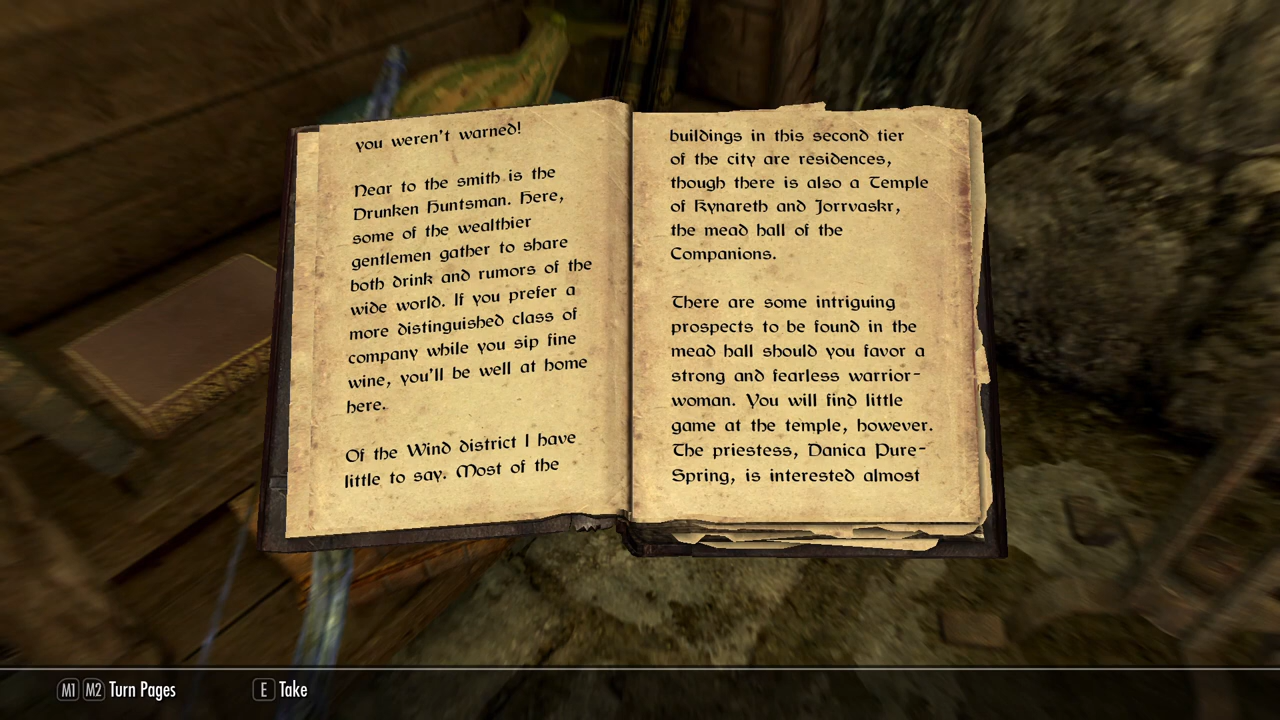 you weren't warned!
Near to the smith is the
Drunken Huntsman. Here,
some of the wealthier
gentlemen gather to share
both drink and rumors of the
wide world. If you prefer a
more distinguished class of
company while you sip fine
wine, you'll be well at home
here.
Of the Wind district I have
little to say. Most of the
buildings in this second tier
of the city are residences,
though there is also a Temple
of Kynareth and Jorrvaskr,
the mead hall of the
Companions.
There are some intriguing
prospects to be found in the
mead hall should you favor a
strong and fearless warrior-
woman. You will find little
game at the temple, however.
The priestess, Danica Pure-
Spring, is interested almost
M1 M2 Turn Pages
E Take